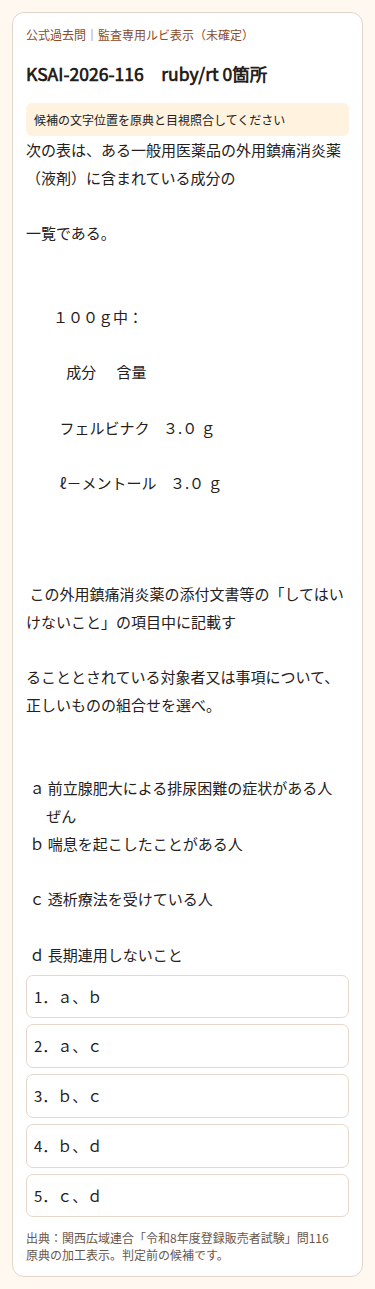 公式過去問｜監査専用ルビ表示（未確定）
KSAI-2026-116　ruby/rt 0箇所
候補の文字位置を原典と目視照合してください
次の表は、ある一般用医薬品の外用鎮痛消炎薬
（液剤）に含まれている成分の
一覧である。
１００ｇ中：
成分　 含量
フェルビナク　３.０ ｇ
ℓ－メントール　３.０ ｇ
この外用鎮痛消炎薬の添付文書等の「してはい
けないこと」の項目中に記載す
ることとされている対象者又は事項について、
正しいものの組合せを選べ。
ａ 前立腺肥大による排尿困難の症状がある人
ぜん
ｂ 喘息を起こしたことがある人
ｃ 透析療法を受けている人
ｄ 長期連用しないこと
1．ａ、ｂ
2．ａ、ｃ
3．ｂ、ｃ
4．ｂ、ｄ
5．ｃ、ｄ
出典：関西広域連合「令和8年度登録販売者試験」問116
原典の加工表示。判定前の候補です。